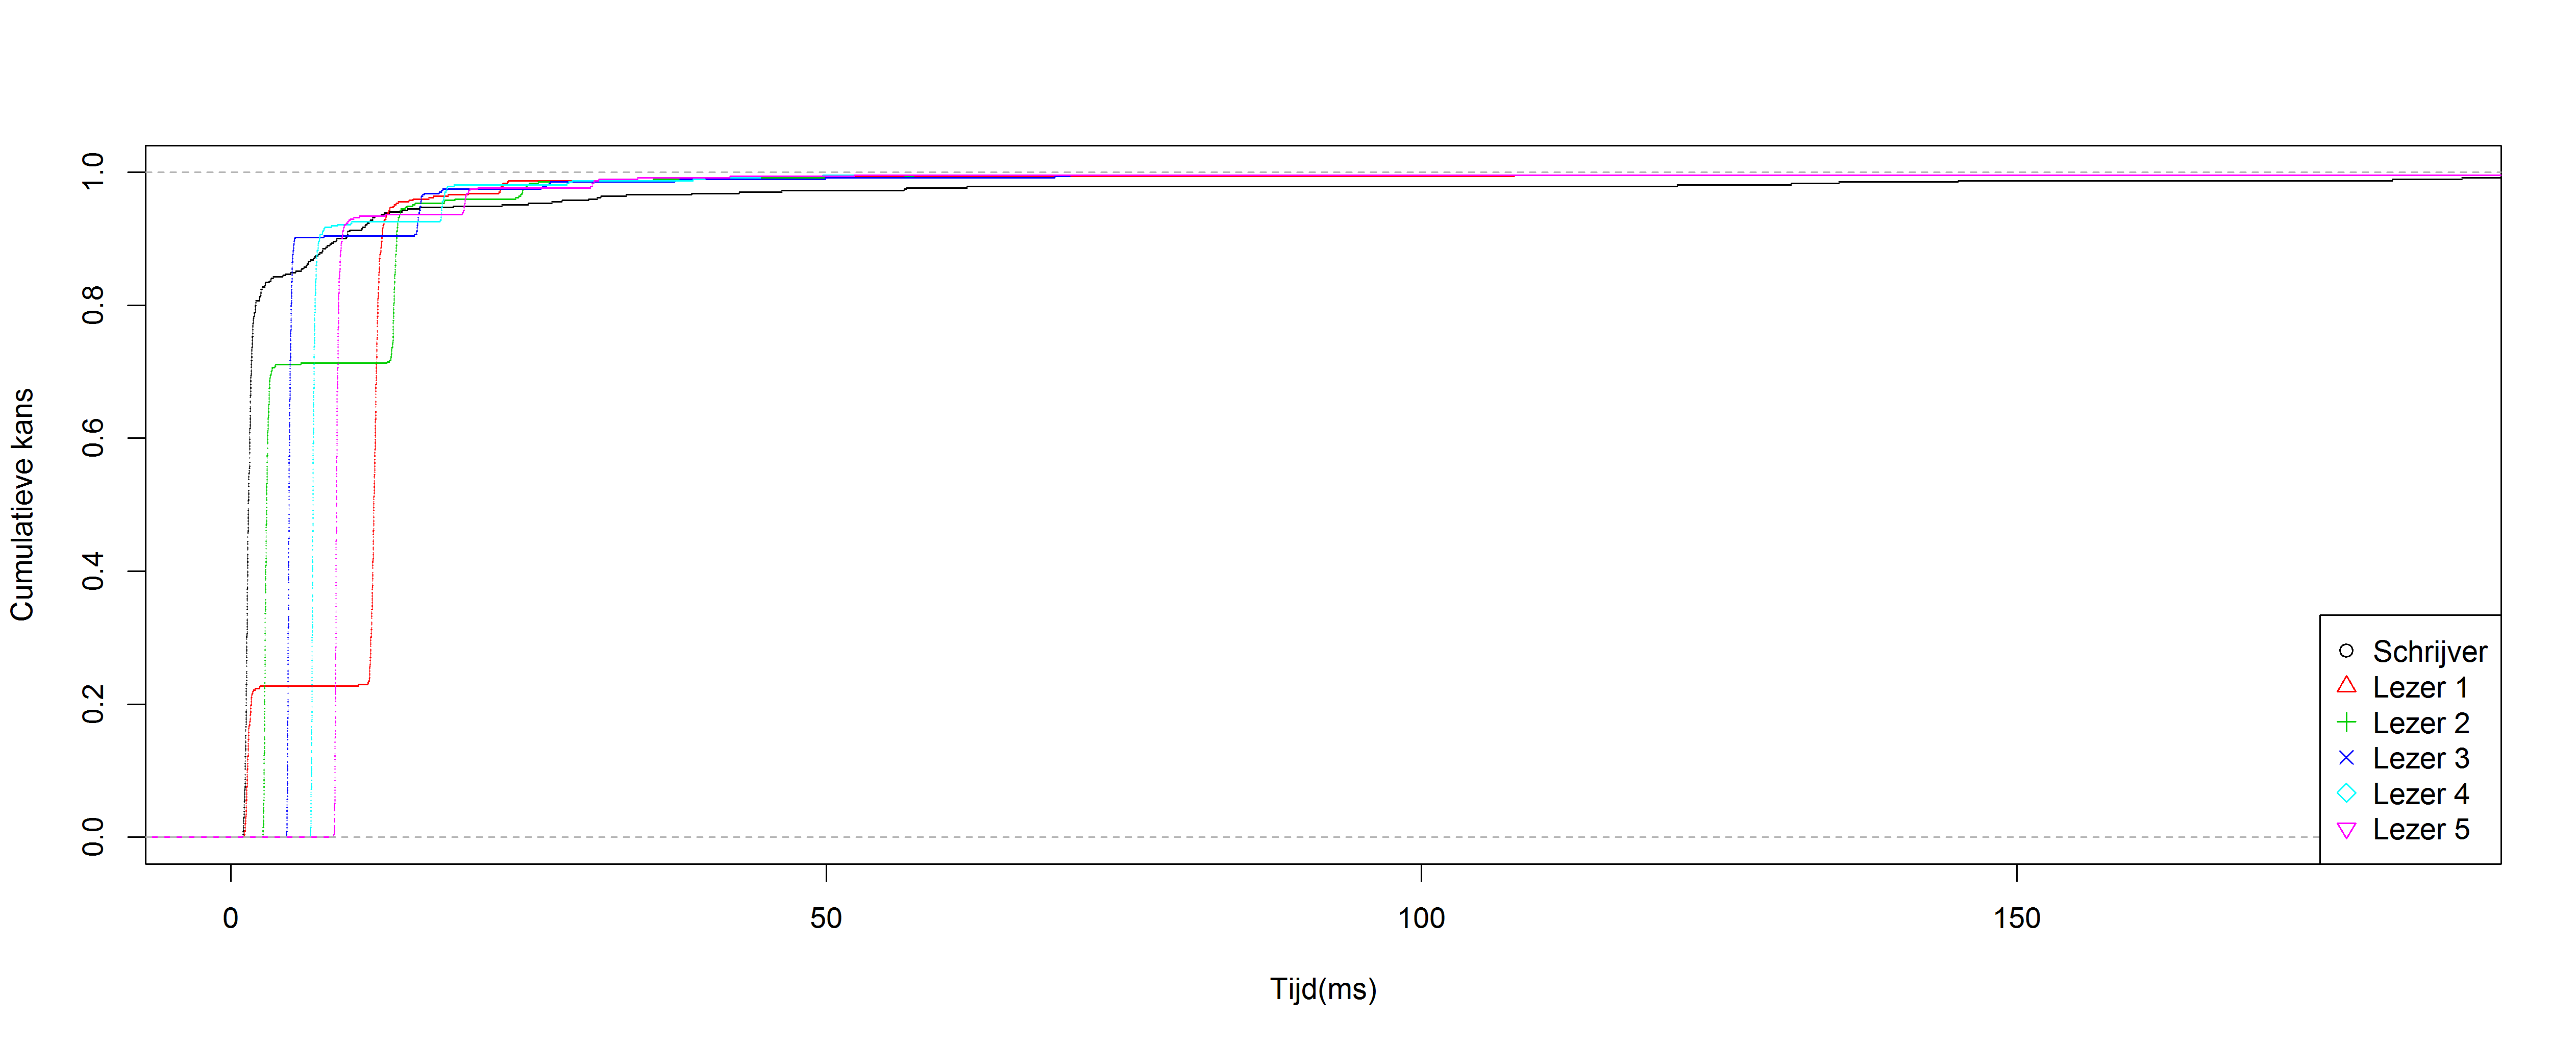 Cumulatieve kans
1.0
0.8
0.6
0.4
0.2
0.0
0 50 100 150
Tijd(ms)
Schrijver
Lezer 1
Lezer 2
Lezer 3
Lezer 4
Lezer 5